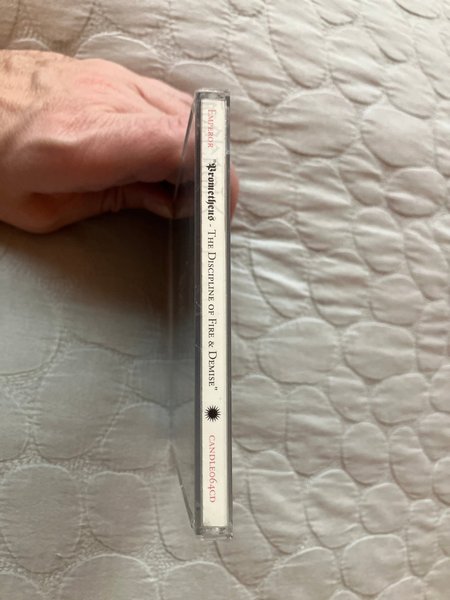 EMPEROR "Prometheus - THE DISCIPLINE OF FIRE & DEMISE" CANDLE064CD